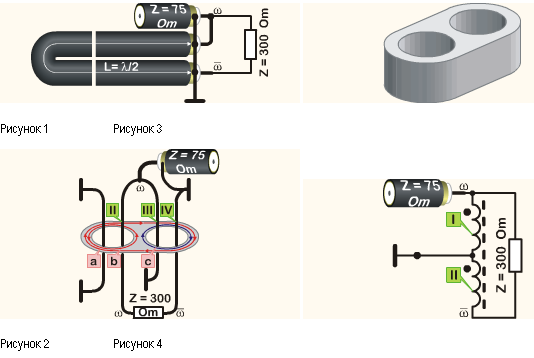 Z = 75
Om
ω
L= λ/2
ω̅
Z = 300 Om
Рисунок 1
Рисунок 3
Z = 75
Om
ω
II
III
IV
a
b
c
Z = 300
ω
Om
ω̅
Z = 75
Om
ω
I
II
Z = 300 Om
ω̅
Рисунок 2
Рисунок 4